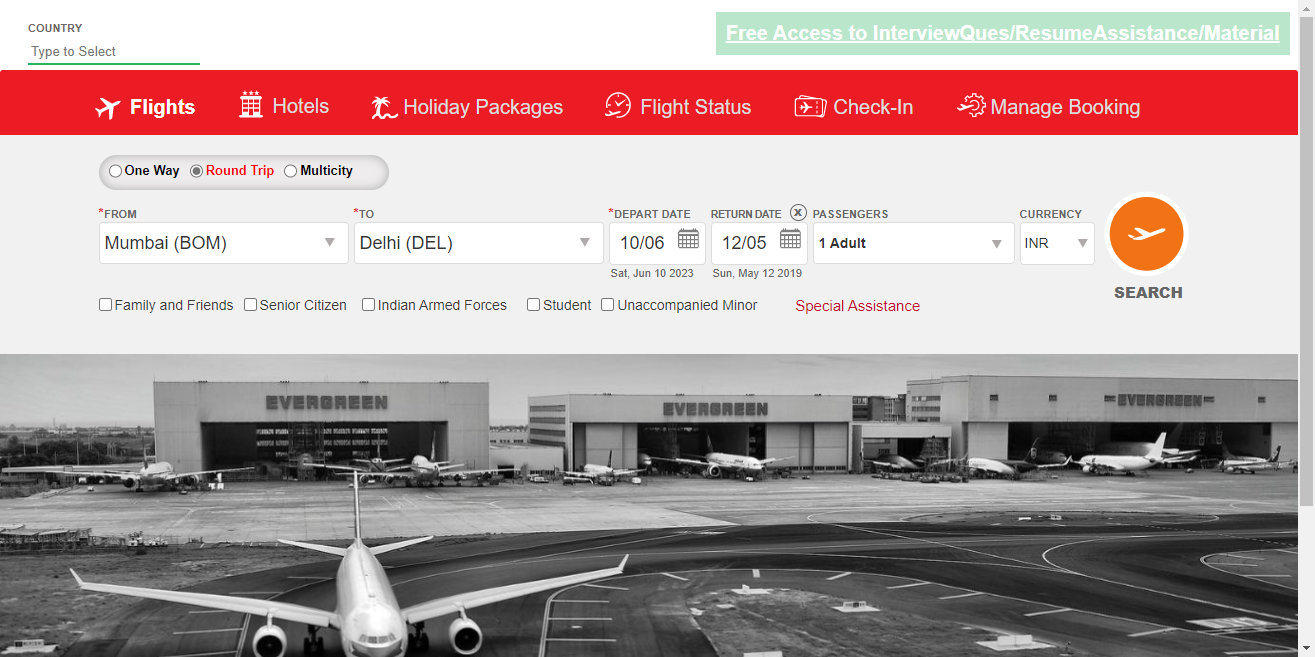 COUNTRY
Type to Select
Free Access to InterviewQues/ResumeAssistance/Material
Flights Hotels Holiday Packages Flight Status Check-In Manage Booking
One Way Round Trip Multicity
*FROM *TO *DEPART DATE RETURN DATE X PASSENGERS CURRENCY
Mumbai (BOM) Delhi (DEL) 10/06 12/05 1 Adult INR
Sat, Jun 10 2023 Sun, May 12 2019
SEARCH
Family and Friends Senior Citizen Indian Armed Forces Student Unaccompanied Minor Special Assistance
EVERGREEN EVERGREEN EVERGREEN